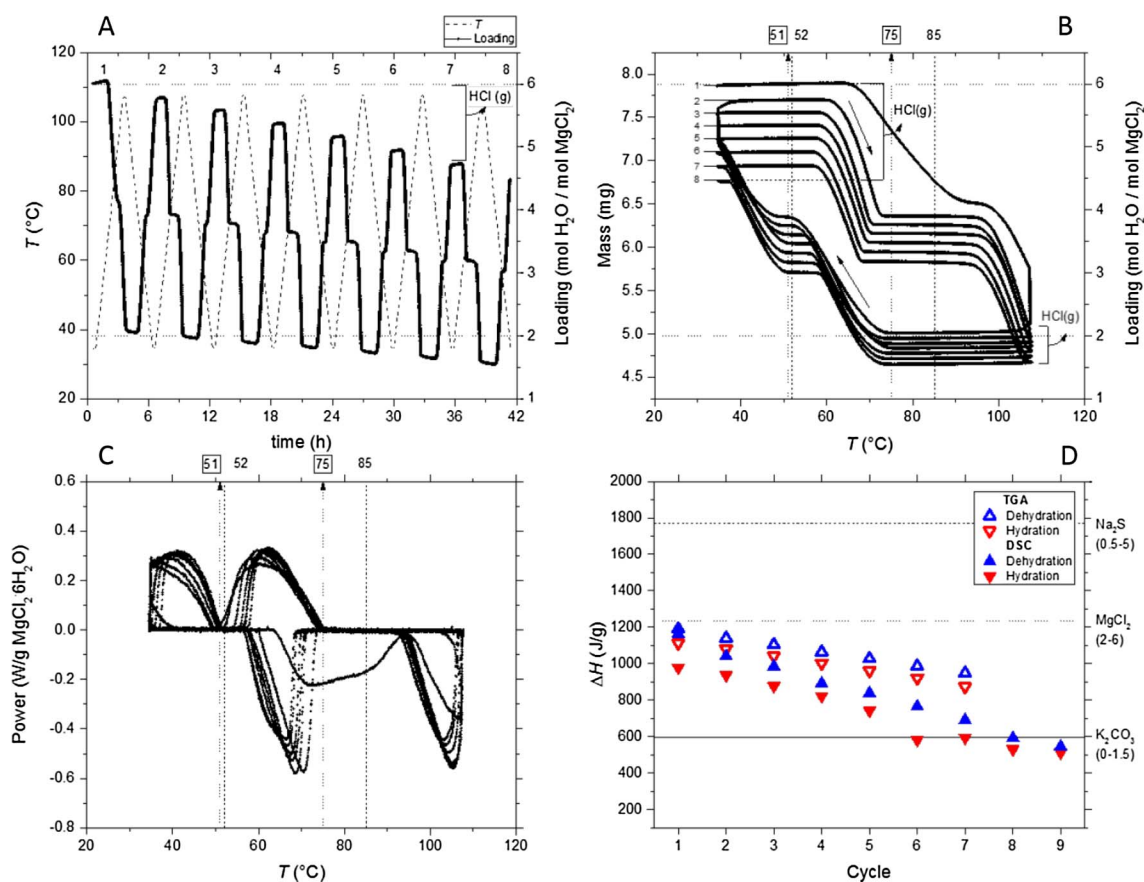 A
T
Loading
120
100
80
60
40
20
T (°C)
1 2 3 4 5 6 7 8
HCl (g)
6
5
4
3
2
1
Loading (mol H₂O / mol MgCl₂)
0 6 12 18 24 30 36 42
time (h)
B
51 52 75 85
8.0
7.5
7.0
6.5
6.0
5.5
5.0
4.5
Mass (mg)
1
2
3
4
5
6
7
8
HCl(g)
HCl(g)
6
5
4
3
2
1
Loading (mol H₂O / mol MgCl₂)
20 40 60 80 100 120
T (°C)
C
51 52 75 85
0.6
0.4
0.2
0.0
-0.2
-0.4
-0.6
-0.8
Power (W/g MgCl₂·6H₂O)
20 40 60 80 100 120
T (°C)
D
TGA
Dehydration
Hydration
DSC
Dehydration
Hydration
2000
1800
1600
1400
1200
1000
800
600
400
200
ΔH (J/g)
Na₂S
(0.5-5)
MgCl₂
(2-6)
K₂CO₃
(0-1.5)
1 2 3 4 5 6 7 8 9
Cycle